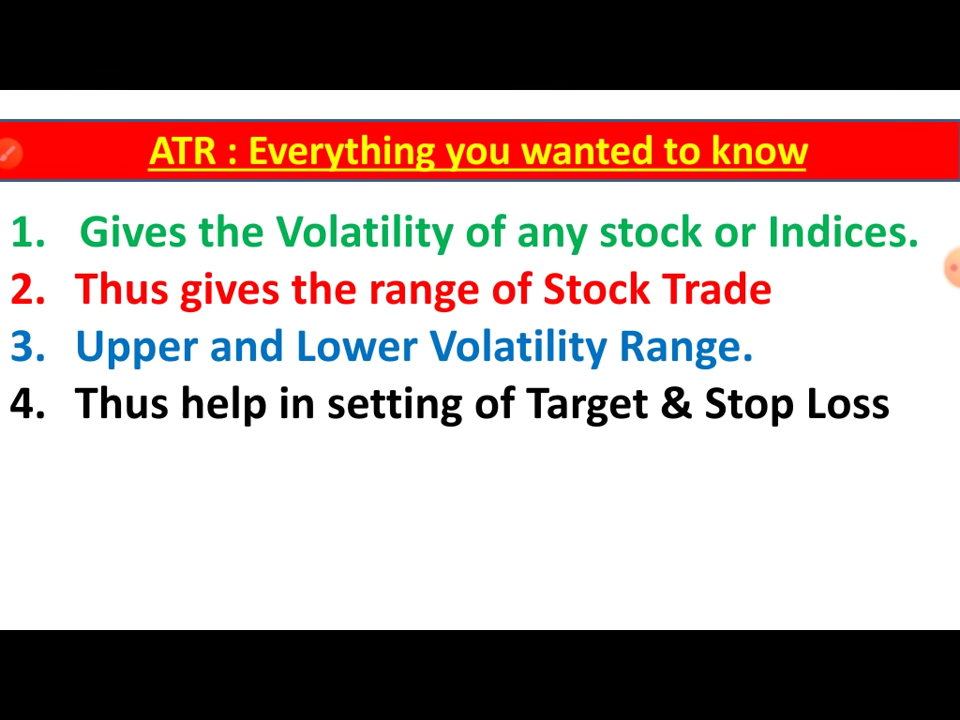 ATR : Everything you wanted to know
1. Gives the Volatility of any stock or Indices.
2. Thus gives the range of Stock Trade
3. Upper and Lower Volatility Range.
4. Thus help in setting of Target & Stop Loss